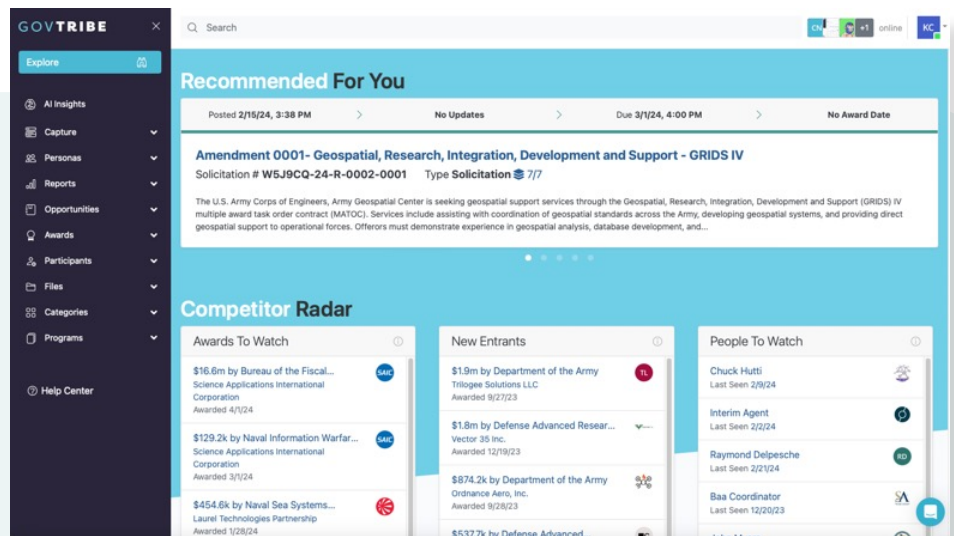 GOVTRIBE
Search
CN
+1
online
KC
Explore
AI Insights
Capture
Personas
Reports
Opportunities
Awards
Participants
Files
Categories
Programs
Help Center
Recommended For You
Posted 2/15/24, 3:38 PM
No Updates
Due 3/1/24, 4:00 PM
No Award Date
Amendment 0001- Geospatial, Research, Integration, Development and Support - GRIDS IV
Solicitation # W5J9CQ-24-R-0002-0001 Type Solicitation 7/7
The U.S. Army Corps of Engineers, Army Geospatial Center is seeking geospatial support services through the Geospatial, Research, Integration, Development and Support (GRIDS) IV
multiple award task order contract (MATOC). Services include assisting with coordination of geospatial standards across the Army, developing geospatial systems, and providing direct
geospatial support to operational forces. Offerors must demonstrate experience in geospatial analysis, database development, and...
Competitor Radar
Awards To Watch
$16.6m by Bureau of the Fiscal...
SAIC
Science Applications International
Corporation
Awarded 4/1/24
$129.2k by Naval Information Warfar...
SAIC
Science Applications International
Corporation
Awarded 3/1/24
$454.6k by Naval Sea Systems...
Laurel Technologies Partnership
Awarded 1/28/24
New Entrants
$1.9m by Department of the Army
TL
Trilogee Solutions LLC
Awarded 9/27/23
$1.8m by Defense Advanced Resear...
Vector 35 Inc.
Awarded 12/19/23
$874.2k by Department of the Army
Ordnance Aero, Inc.
Awarded 9/28/23
$537.7k by Defense Advanced
People To Watch
Chuck Hutti
Last Seen 2/9/24
Interim Agent
Last Seen 2/2/24
Raymond Delpesche
RD
Last Seen 2/21/24
Baa Coordinator
SA
Last Seen 12/20/23